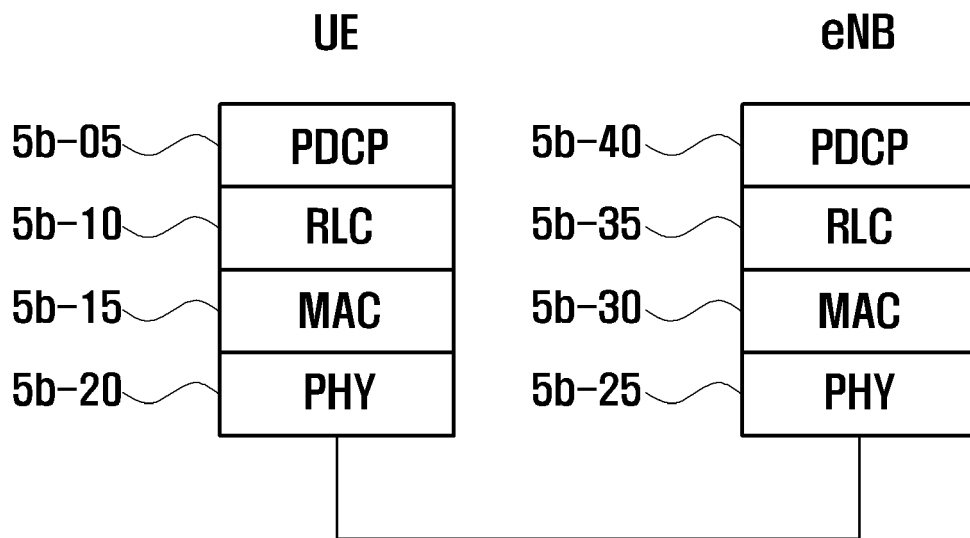 UE eNB
5b-05 PDCP 5b-40 PDCP
5b-10 RLC 5b-35 RLC
5b-15 MAC 5b-30 MAC
5b-20 PHY 5b-25 PHY